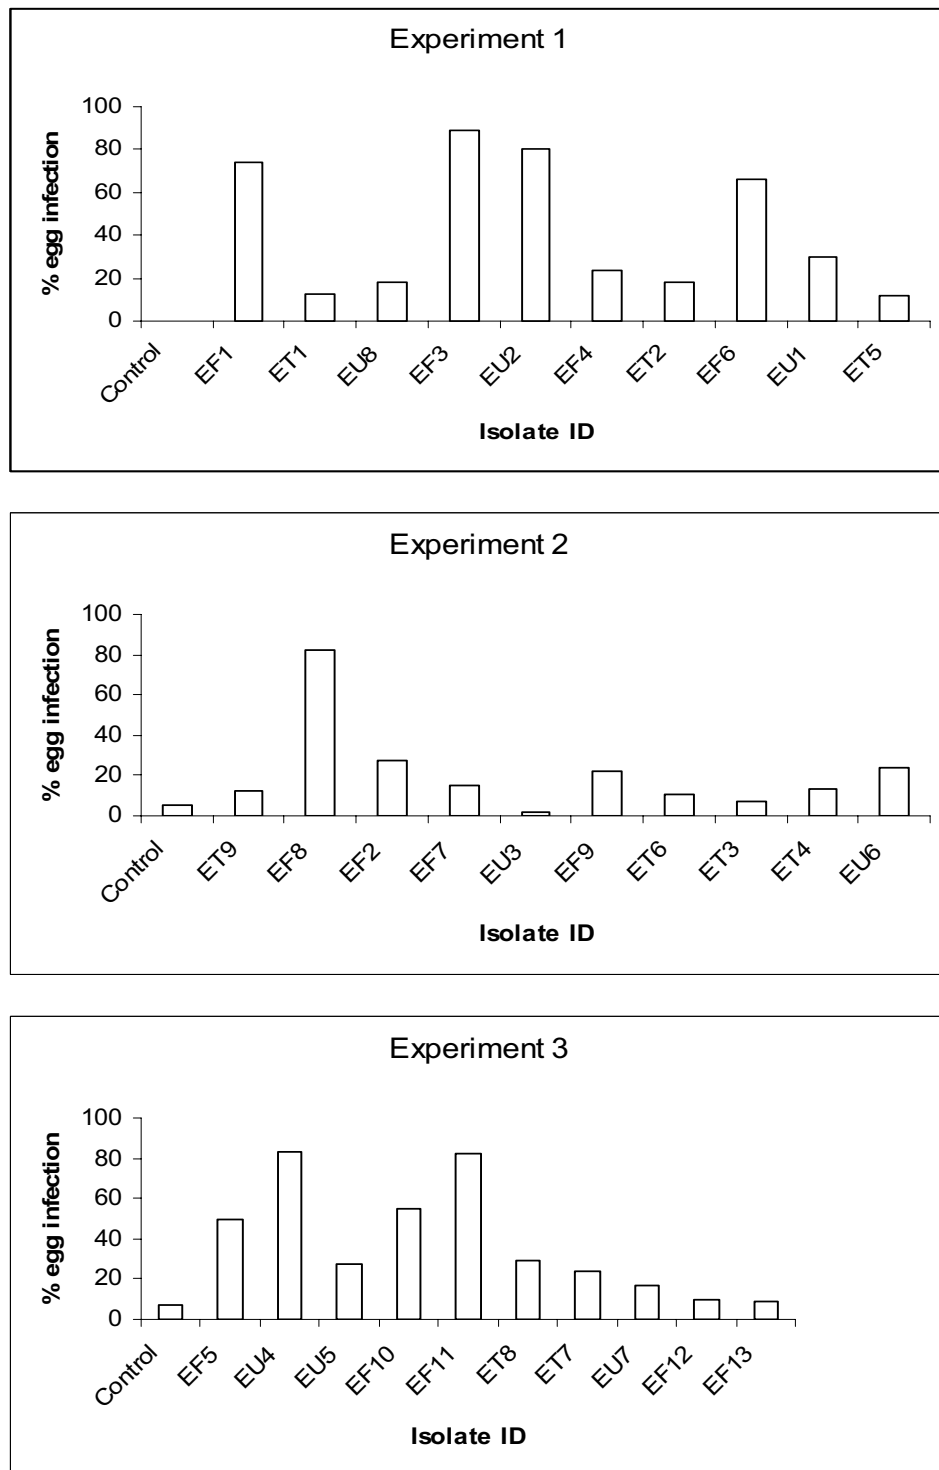 Experiment 1
% egg infection
100
80
60
40
20
0
Control EF1 ET1 EU8 EF3 EU2 EF4 ET2 EF6 EU1 ET5
Isolate ID
Experiment 2
% egg infection
100
80
60
40
20
0
Control ET9 EF8 EF2 EF7 EU3 EF9 ET6 ET3 ET4 EU6
Isolate ID
Experiment 3
% egg infection
100
80
60
40
20
0
Control EF5 EU4 EU5 EF10 EF11 ET8 ET7 EU7 EF12 EF13
Isolate ID